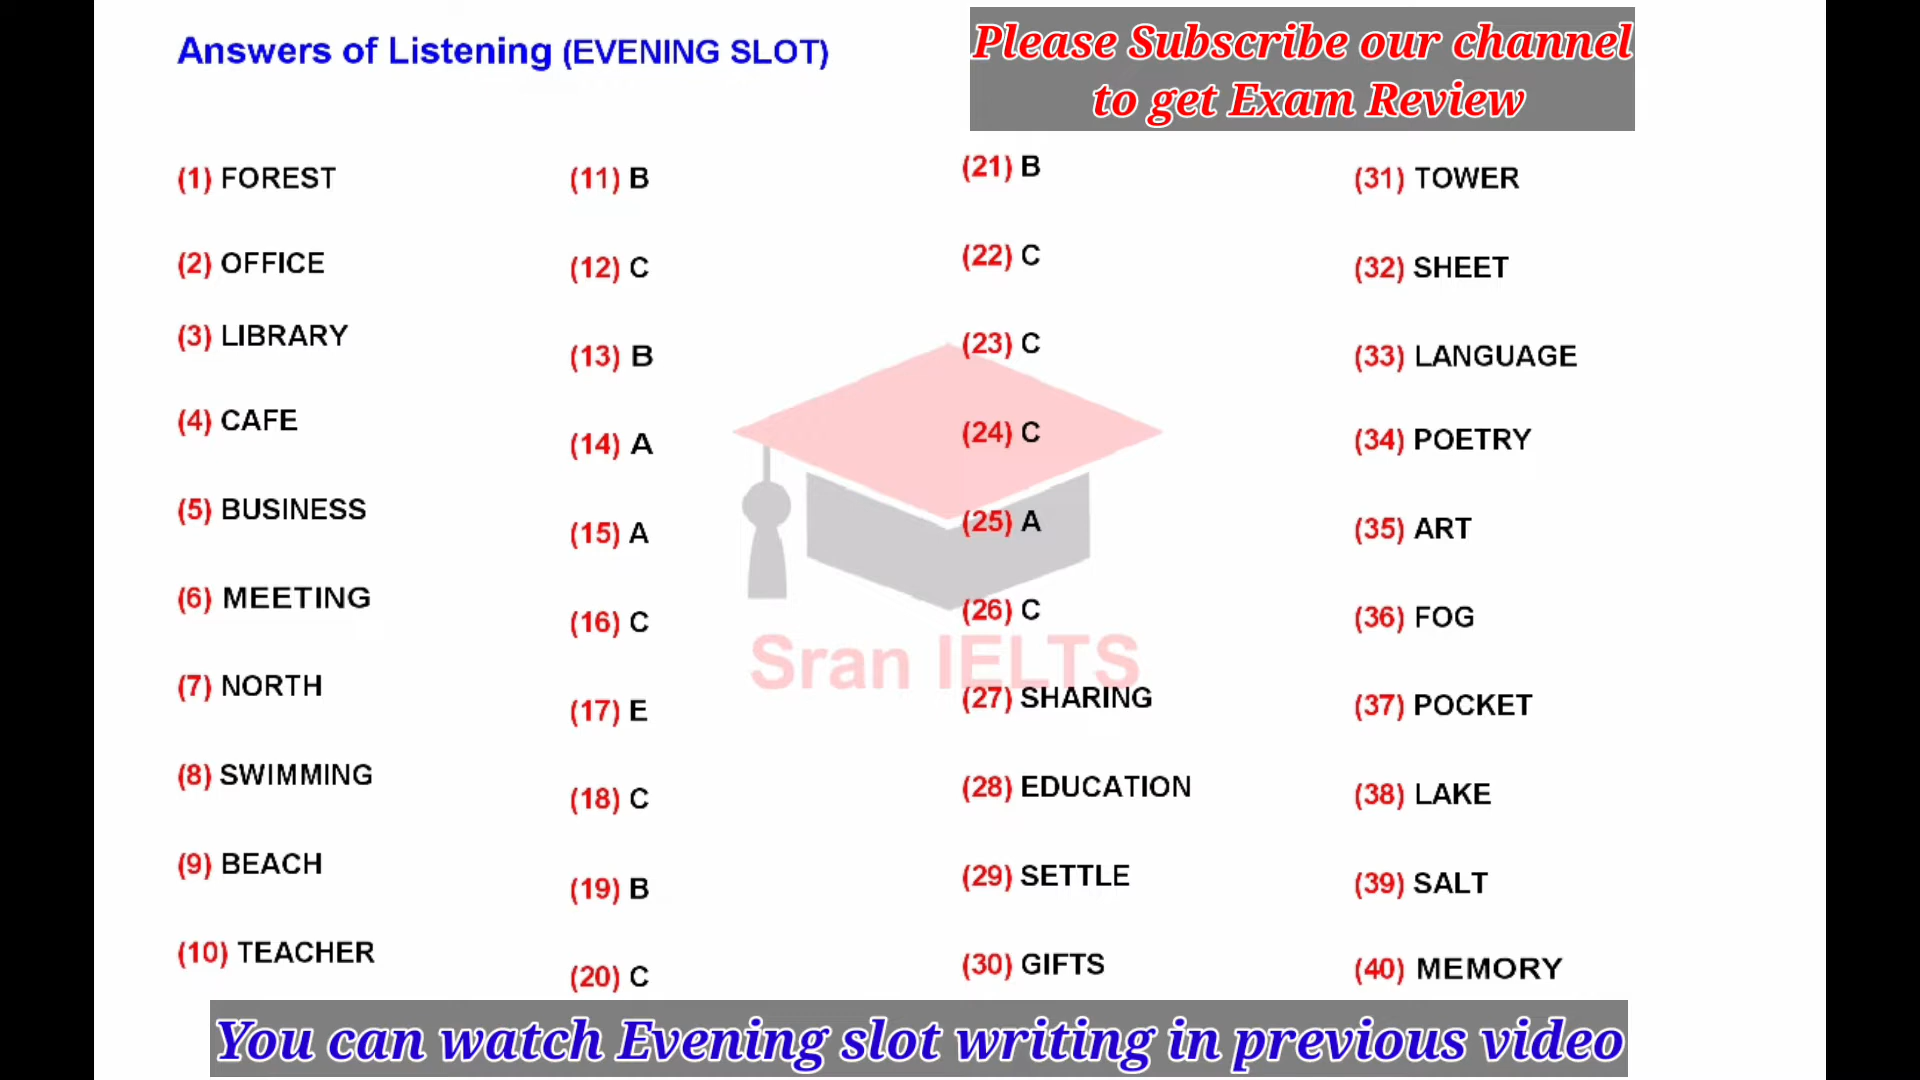 Answers of Listening (EVENING SLOT)
Please Subscribe our channel
to get Exam Review
(1) FOREST
(2) OFFICE
(3) LIBRARY
(4) CAFE
(5) BUSINESS
(6) MEETING
(7) NORTH
(8) SWIMMING
(9) BEACH
(10) TEACHER
(11) B
(12) C
(13) B
(14) A
(15) A
(16) C
(17) E
(18) C
(19) B
(20) C
(21) B
(22) C
(23) C
(24) C
(25) A
(26) C
(27) SHARING
(28) EDUCATION
(29) SETTLE
(30) GIFTS
(31) TOWER
(32) SHEET
(33) LANGUAGE
(34) POETRY
(35) ART
(36) FOG
(37) POCKET
(38) LAKE
(39) SALT
(40) MEMORY
Sran IELTS
You can watch Evening slot writing in previous video